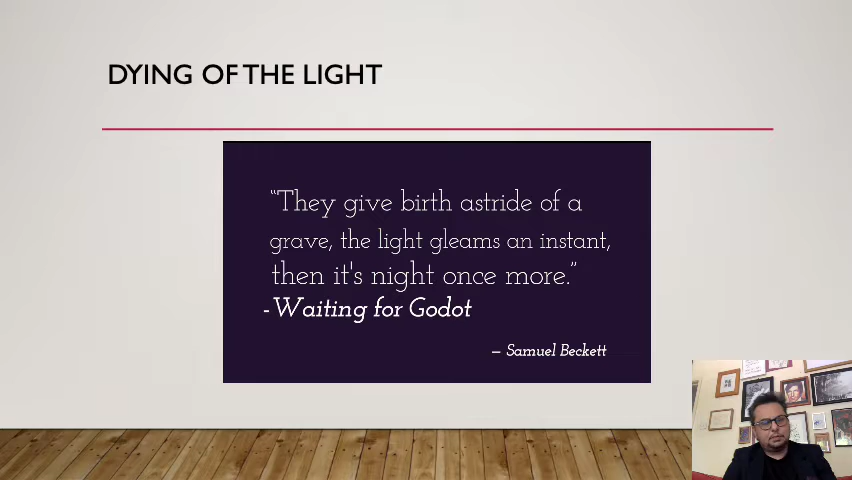 DYING OF THE LIGHT
“They give birth astride of a
grave, the light gleams an instant,
then it's night once more.”
-Waiting for Godot
– Samuel Beckett